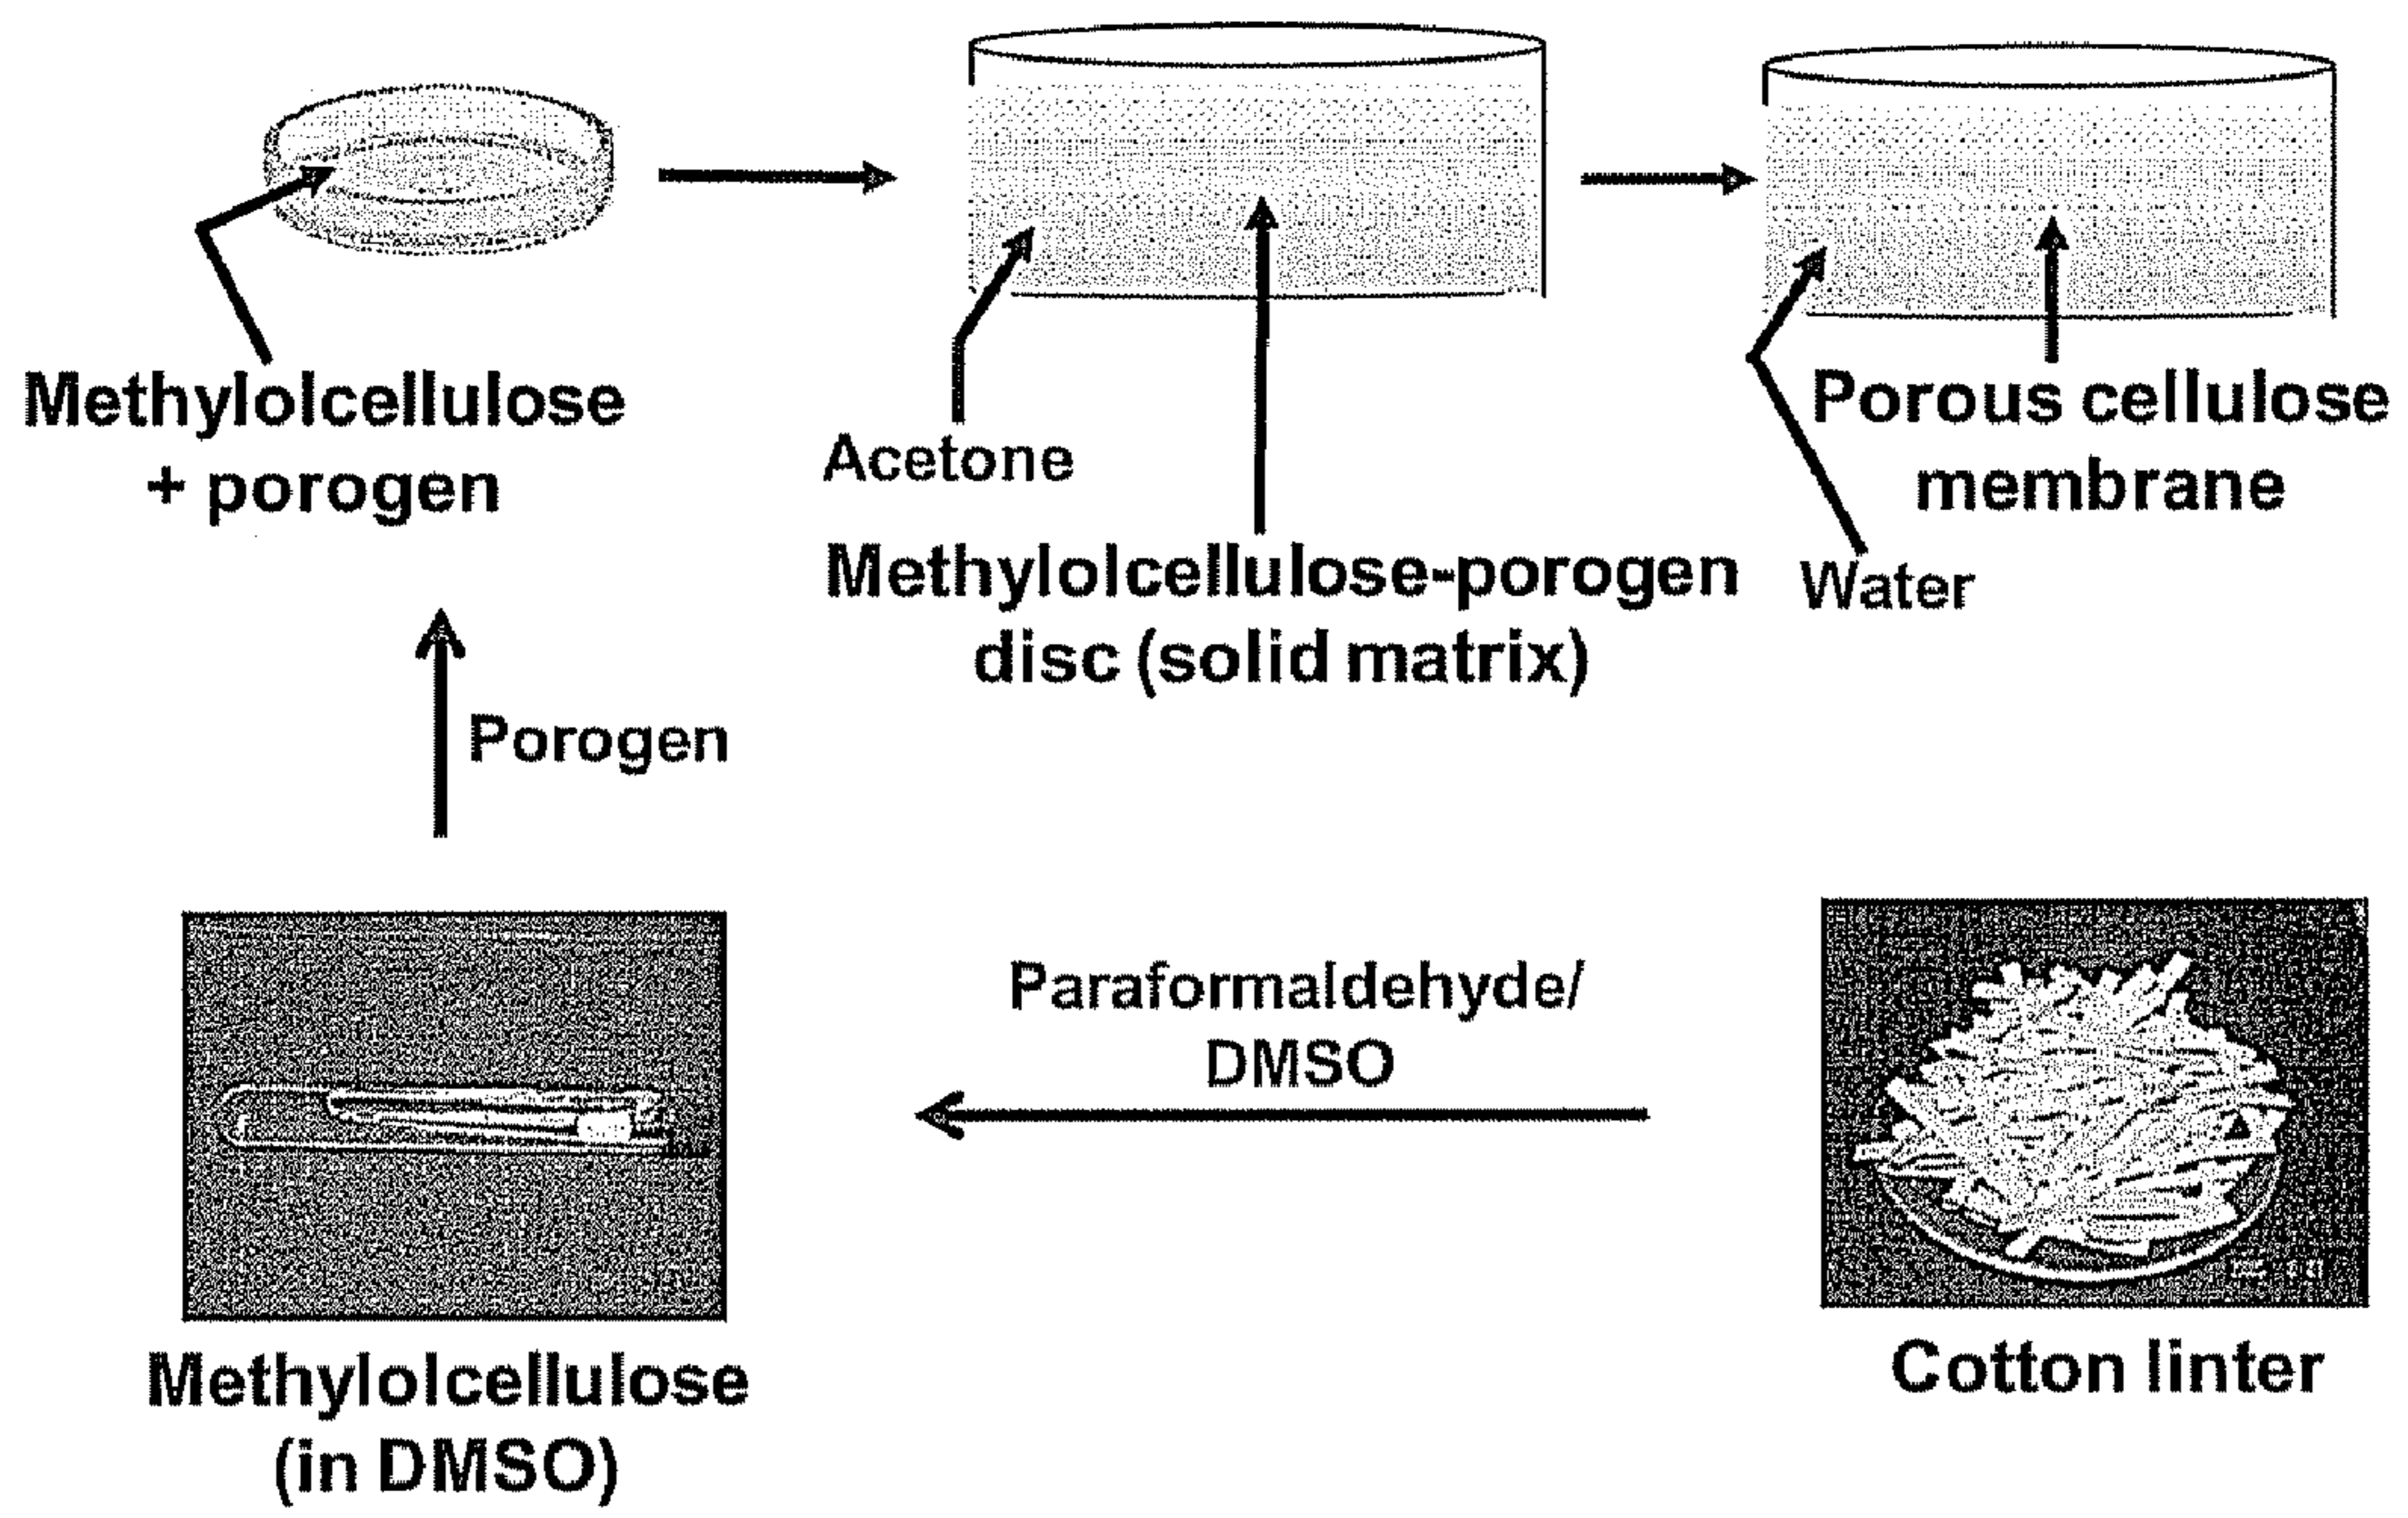 Methylolcellulose
+ porogen
Acetone
Methylolcellulose-porogen
disc (solid matrix)
Porous cellulose
membrane
Water
Porogen
Paraformaldehyde/
DMSO
Methylolcellulose
(in DMSO)
Cotton linter